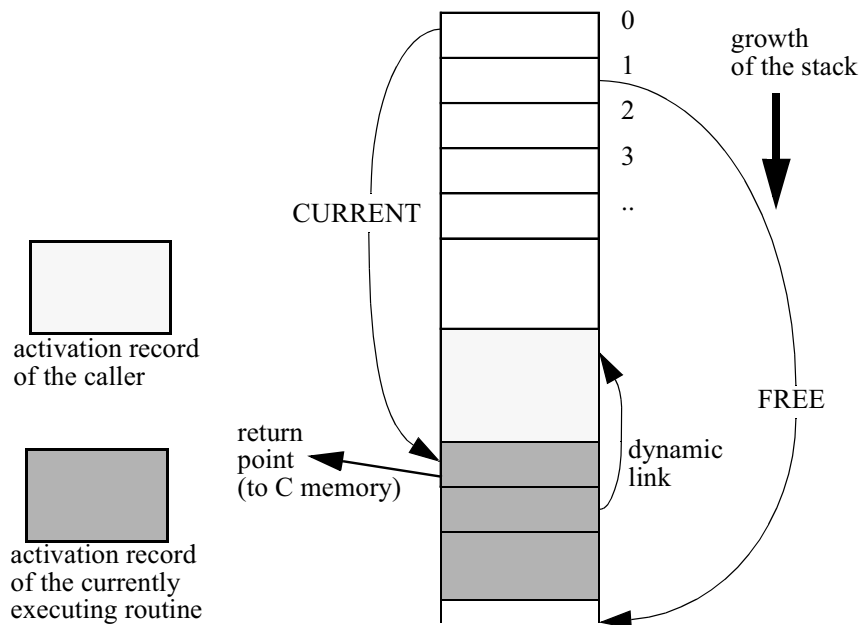 0
1
2
3
..
growth
of the stack
CURRENT
activation record
of the caller
FREE
return
point
(to C memory)
dynamic
link
activation record
of the currently
executing routine